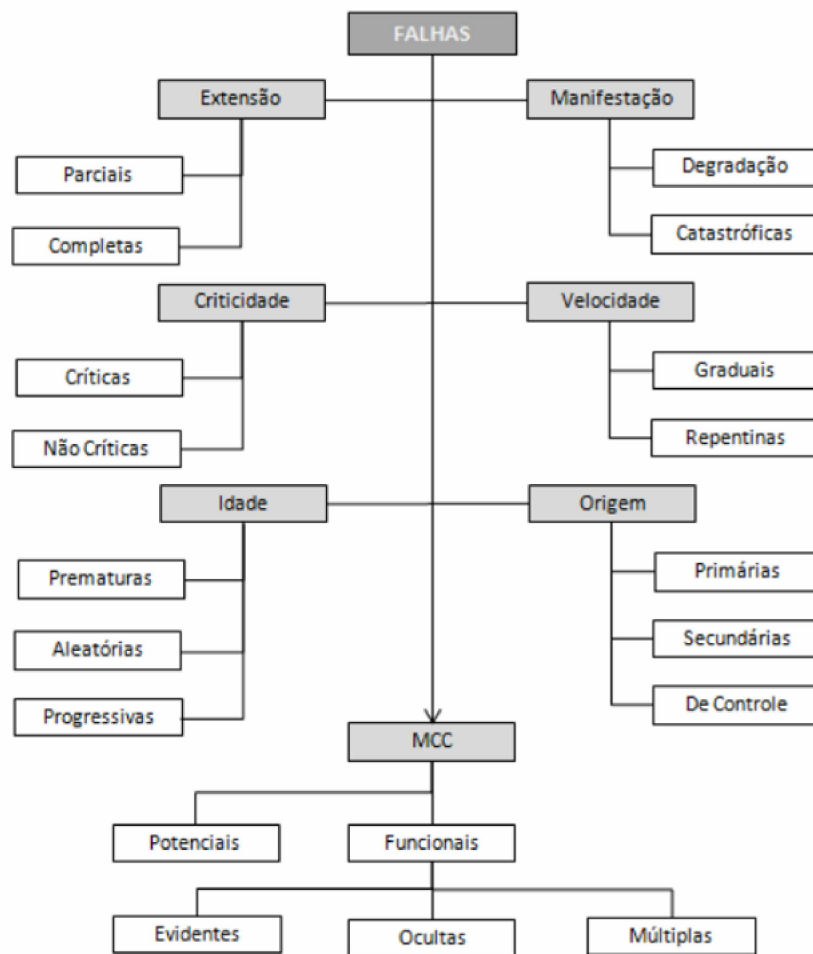 FALHAS
Extensão
Manifestação
Parciais
Degradação
Completas
Catastróficas
Criticidade
Velocidade
Críticas
Graduais
Não Críticas
Repentinas
Idade
Origem
Prematuras
Primárias
Aleatórias
Secundárias
Progressivas
De Controle
MCC
Potenciais
Funcionais
Evidentes
Ocultas
Múltiplas